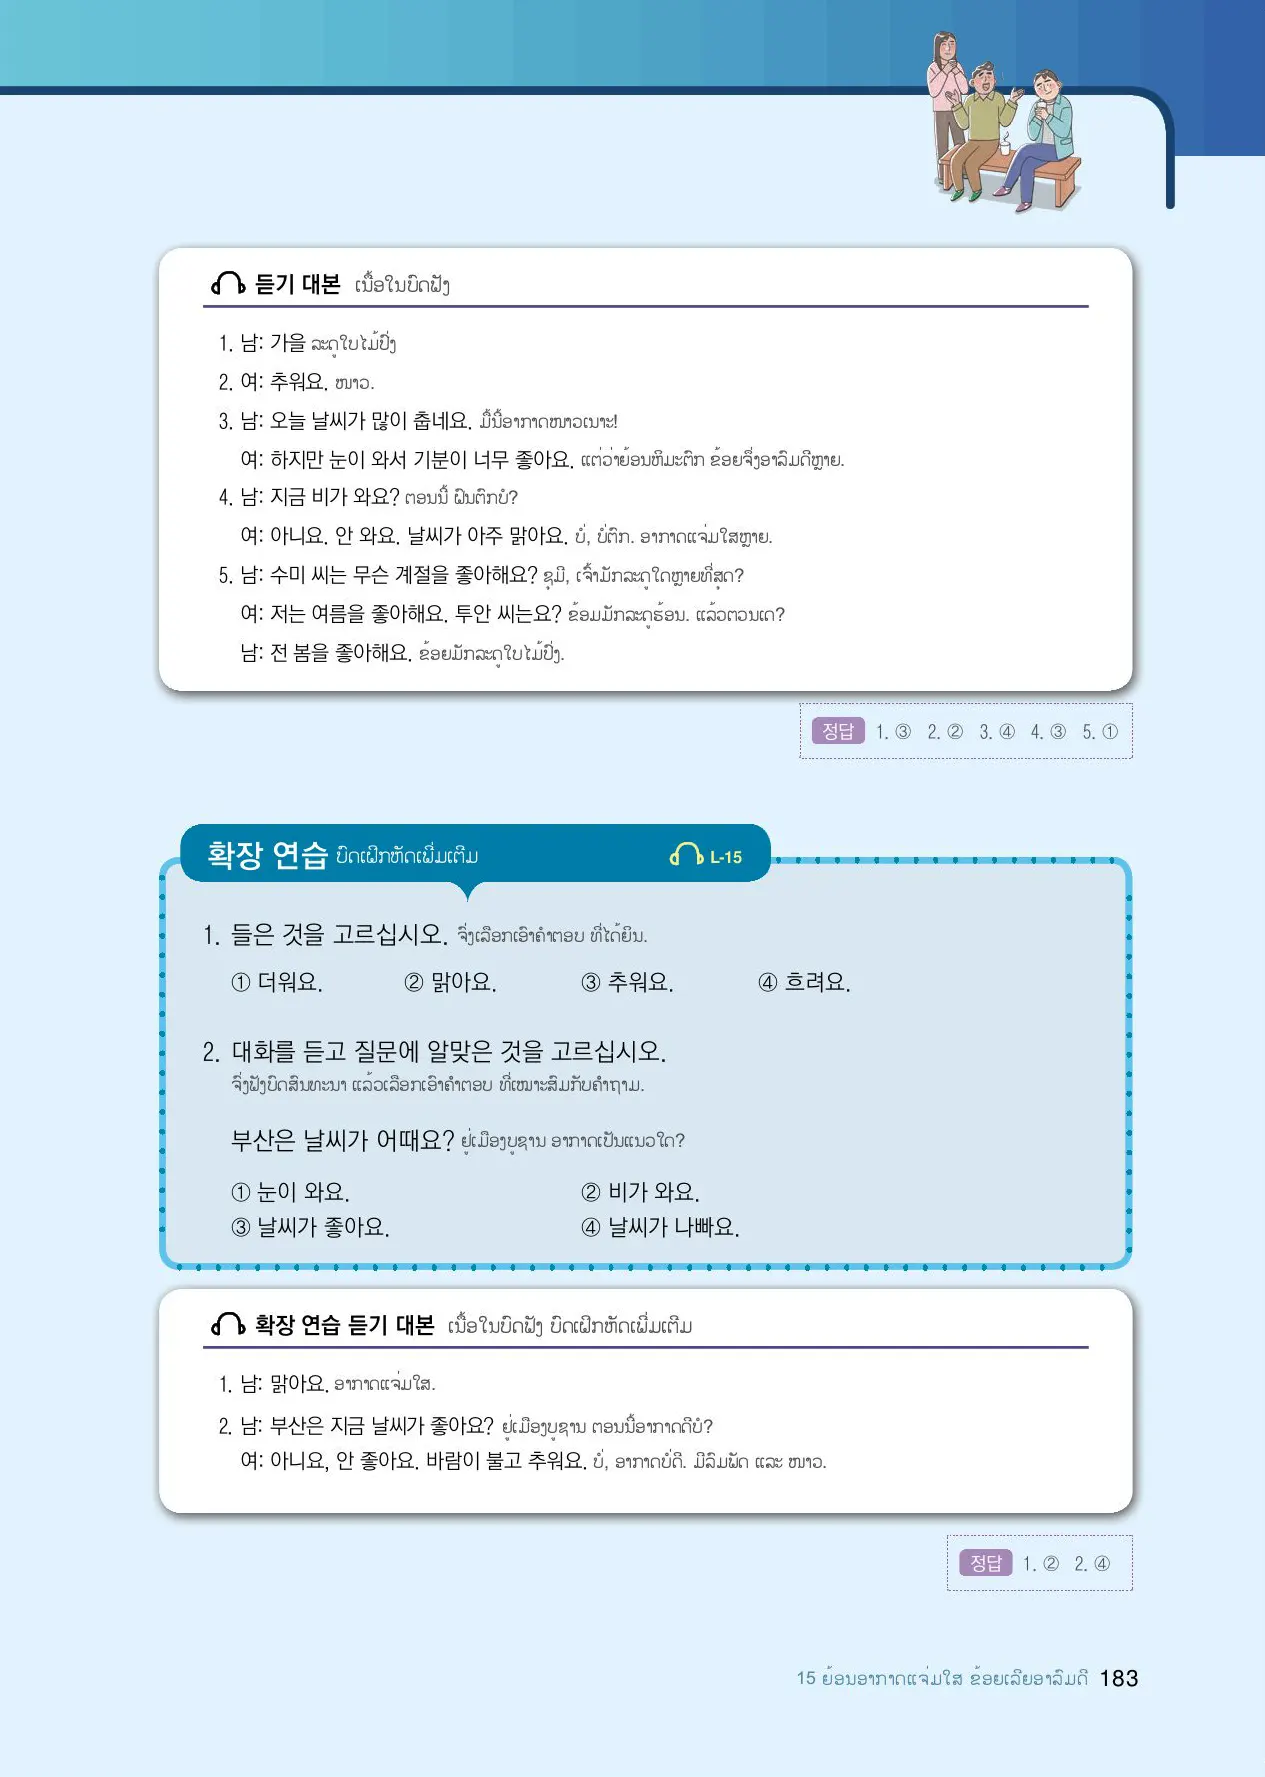 듣기 대본 ເນື້ອໃນບົດຟັງ
1. 남: 가을 ລະດູໃບໄມ້ປົ່ງ
2. 여: 추워요. ໜາວ.
3. 남: 오늘 날씨가 많이 춥네요. ມື້ນີ້ອາກາດໜາວເນາະ!
여: 하지만 눈이 와서 기분이 너무 좋아요. ແຕ່ວ່າຍ້ອນຫິມະຕົກ ຂ້ອຍຈຶ່ງອາລົມດີຫຼາຍ.
4. 남: 지금 비가 와요? ຕອນນີ້ ຝົນຕົກບໍ?
여: 아니요. 안 와요. 날씨가 아주 맑아요. ບໍ່, ບໍ່ຕົກ. ອາກາດແຈ່ມໃສຫຼາຍ.
5. 남: 수미 씨는 무슨 계절을 좋아해요? ຊຸມີ, ເຈົ້າມັກລະດູໃດຫຼາຍທີ່ສຸດ?
여: 저는 여름을 좋아해요. 투안 씨는요? ຂ້ອມມັກລະດູຮ້ອນ. ແລ້ວຕວນເດ?
남: 전 봄을 좋아해요. ຂ້ອຍມັກລະດູໃບໄມ້ປົ່ງ.
정답 1. ③ 2. ② 3. ④ 4. ③ 5. ①
확장 연습 ບົດເຝິກຫັດເພີ່ມເຕີມ L-15
1. 들은 것을 고르십시오. ຈົ່ງເລືອກເອົາຄຳຕອບ ທີ່ໄດ້ຍິນ.
① 더워요. ② 맑아요. ③ 추워요. ④ 흐려요.
2. 대화를 듣고 질문에 알맞은 것을 고르십시오.
ຈົ່ງຟັງບົດສົນທະນາ ແລ້ວເລືອກເອົາຄຳຕອບ ທີ່ເໝາະສົມກັບຄຳຖາມ.
부산은 날씨가 어때요? ຢູ່ເມືອງບູຊານ ອາກາດເປັນແນວໃດ?
① 눈이 와요. ② 비가 와요.
③ 날씨가 좋아요. ④ 날씨가 나빠요.
확장 연습 듣기 대본 ເນື້ອໃນບົດຟັງ ບົດເຝິກຫັດເພີ່ມເຕີມ
1. 남: 맑아요. ອາກາດແຈ່ມໃສ.
2. 남: 부산은 지금 날씨가 좋아요? ຢູ່ເມືອງບູຊານ ຕອນນີ້ອາກາດດີບໍ?
여: 아니요, 안 좋아요. 바람이 불고 추워요. ບໍ່, ອາກາດບໍ່ດີ. ມີລົມພັດ ແລະ ໜາວ.
정답 1. ② 2. ④
15 ຍ້ອນອາກາດແຈ່ມໃສ ຂ້ອຍເລີຍອາລົມດີ 183